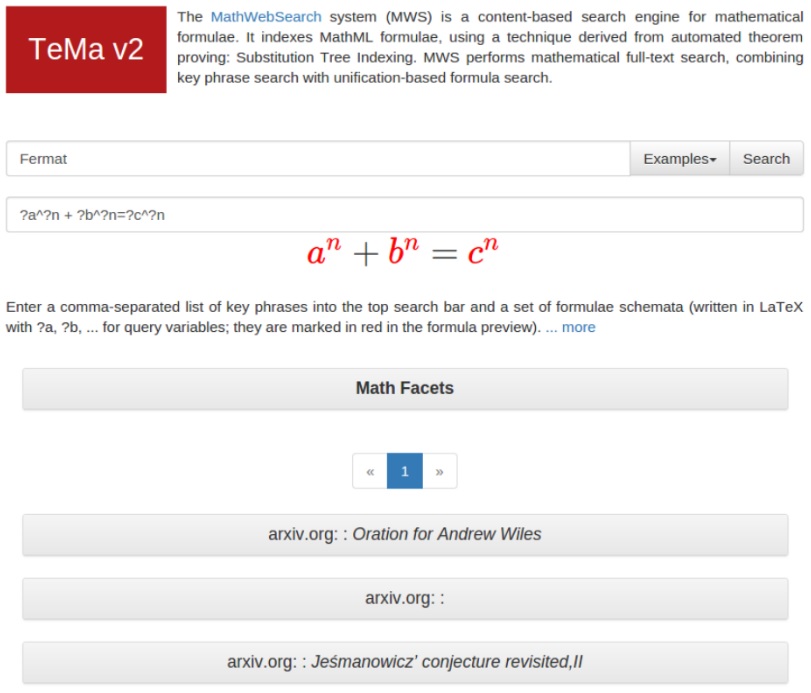 TeMa v2
The MathWebSearch system (MWS) is a content-based search engine for mathematical
formulae. It indexes MathML formulae, using a technique derived from automated theorem
proving: Substitution Tree Indexing. MWS performs mathematical full-text search, combining
key phrase search with unification-based formula search.
Fermat
Examples
Search
?a^?n + ?b^?n=?c^?n
aⁿ + bⁿ = cⁿ
Enter a comma-separated list of key phrases into the top search bar and a set of formulae schemata (written in LaTeX
with ?a, ?b, ... for query variables; they are marked in red in the formula preview). ... more
Math Facets
« 1 »
arxiv.org: : Oration for Andrew Wiles
arxiv.org: :
arxiv.org: : Jeśmanowicz' conjecture revisited,II